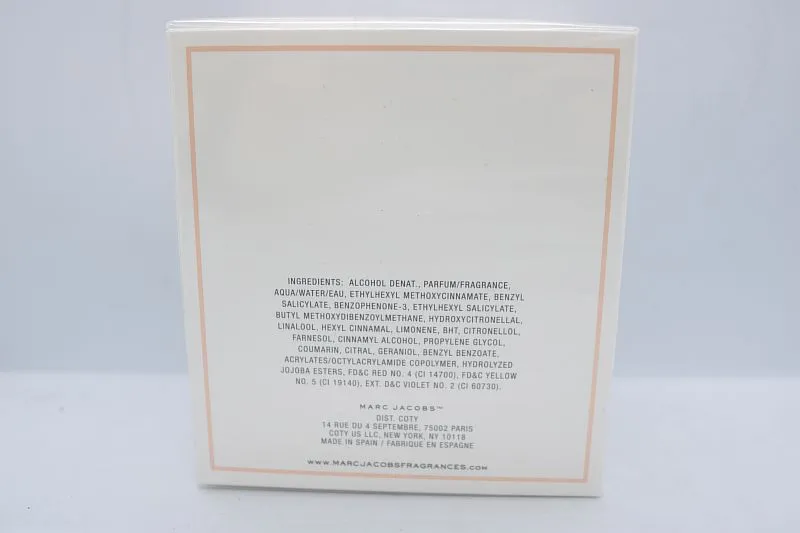 INGREDIENTS: ALCOHOL DENAT., PARFUM/FRAGRANCE,
AQUA/WATER/EAU, ETHYLHEXYL METHOXYCINNAMATE, BENZYL
SALICYLATE, BENZOPHENONE-3, ETHYLHEXYL SALICYLATE,
BUTYL METHOXYDIBENZOYLMETHANE, HYDROXYCITRONELLAL,
LINALOOL, HEXYL CINNAMAL, LIMONENE, BHT, CITRONELLOL,
FARNESOL, CINNAMYL ALCOHOL, PROPYLENE GLYCOL,
COUMARIN, CITRAL, GERANIOL, BENZYL BENZOATE,
ACRYLATES/OCTYLACRYLAMIDE COPOLYMER, HYDROLYZED
JOJOBA ESTERS, FD&C RED NO. 4 (CI 14700), FD&C YELLOW
NO. 5 (CI 19140), EXT. D&C VIOLET NO. 2 (CI 60730).
MARC JACOBS™
DIST. COTY
14 RUE DU 4 SEPTEMBRE, 75002 PARIS
COTY US LLC, NEW YORK, NY 10118
MADE IN SPAIN / FABRIQUE EN ESPAGNE
WWW.MARCJACOBSFRAGRANCES.COM